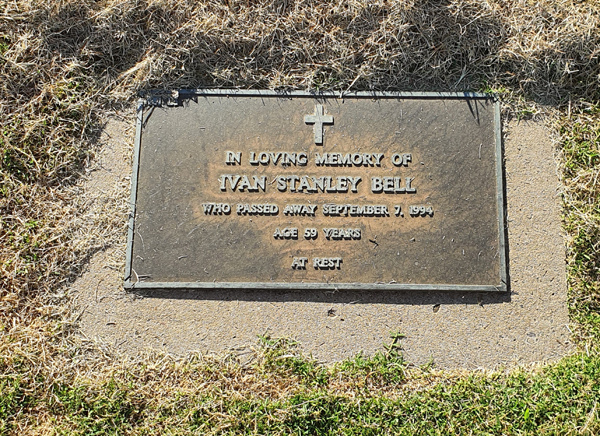 IN LOVING MEMORY OF
IVAN STANLEY BELL
WHO PASSED AWAY SEPTEMBER 7, 1994
AGE 59 YEARS
AT REST